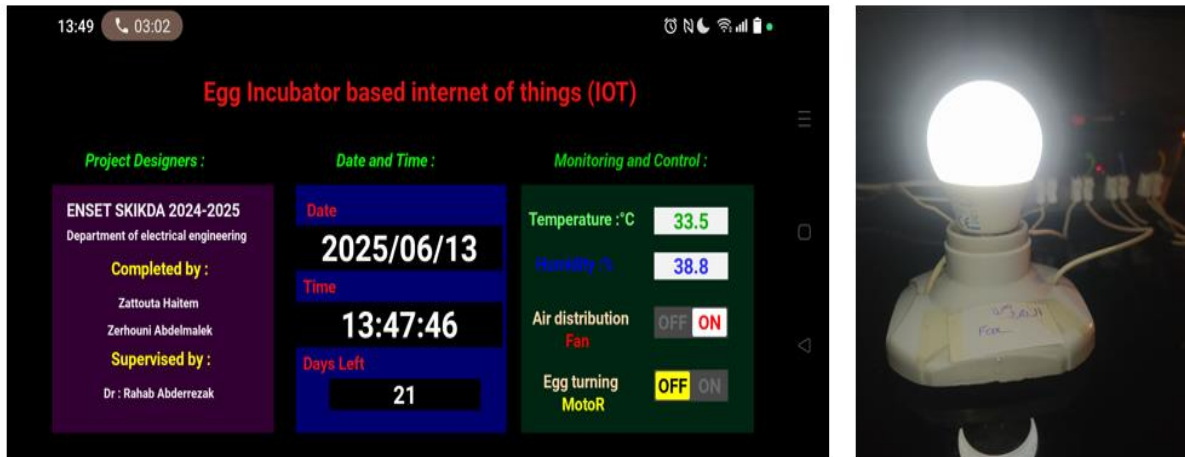 13:49 03:02
Egg Incubator based internet of things (IOT)
Project Designers :
ENSET SKIKDA 2024-2025
Department of electrical engineering
Completed by :
Zattouta Haitem
Zerhouni Abdelmalek
Supervised by :
Dr : Rahab Abderrezak
Date and Time :
Date
2025/06/13
Time
13:47:46
Days Left
21
Monitoring and Control :
Temperature :°C 33.5
Humidity :% 38.8
Air distribution
Fan
OFF ON
Egg turning
MotoR
OFF ON